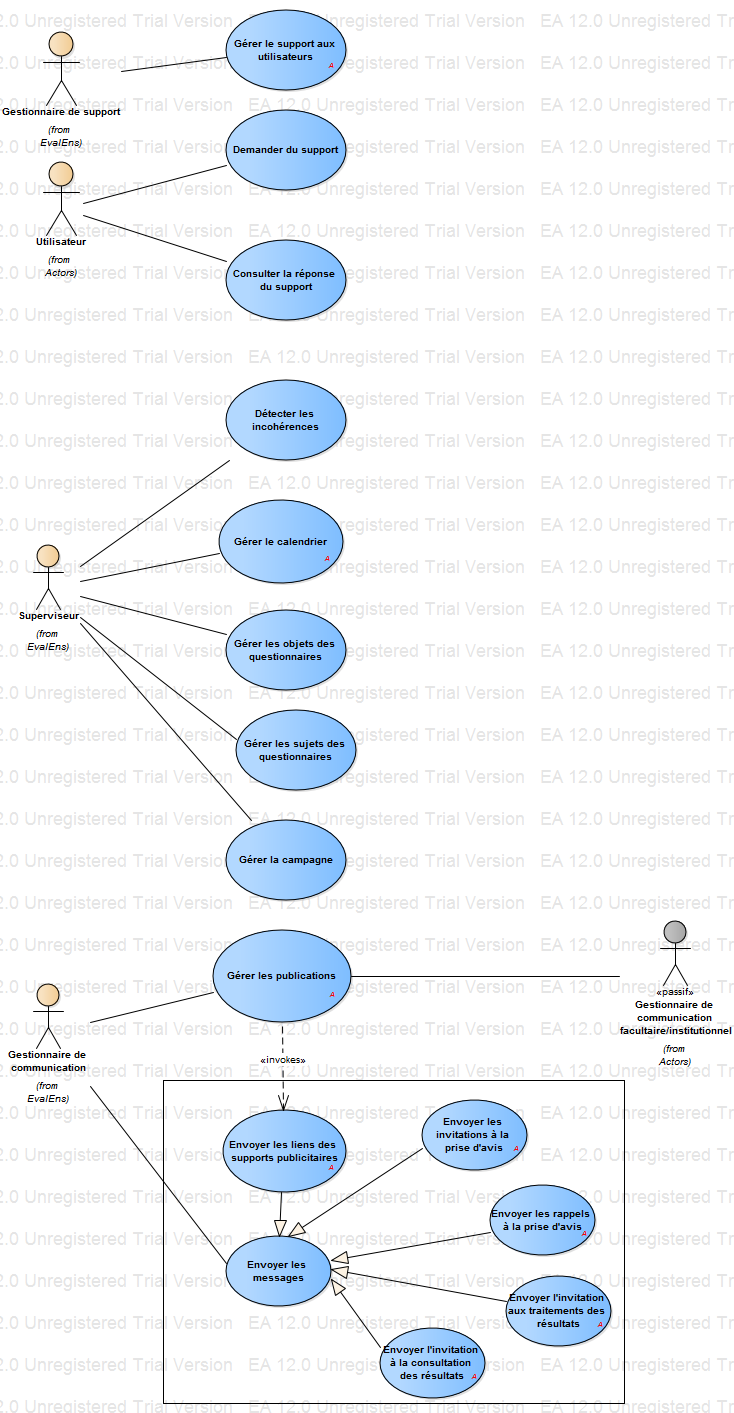 Gérer le support aux
utilisateurs
A
Gestionnaire de support
(from
EvalEns)
Demander du support
Utilisateur
(from
Actors)
Consulter la réponse
du support
Détecter les
incohérences
Gérer le calendrier
A
Superviseur
(from
EvalEns)
Gérer les objets des
questionnaires
Gérer les sujets des
questionnaires
Gérer la campagne
Gérer les publications
A
«passif»
Gestionnaire de
communication
facultaire/institutionnel
(from
Actors)
Gestionnaire de
communication
(from
EvalEns)
«invokes»
Envoyer les liens des
supports publicitaires
A
Envoyer les
invitations à la
prise d'avis
A
Envoyer les rappels
à la prise d'avis
A
Envoyer les
messages
Envoyer l'invitation
aux traitements des
résultats
A
Envoyer l'invitation
à la consultation
des résultats
A
EA 12.0 Unregistered Trial Version